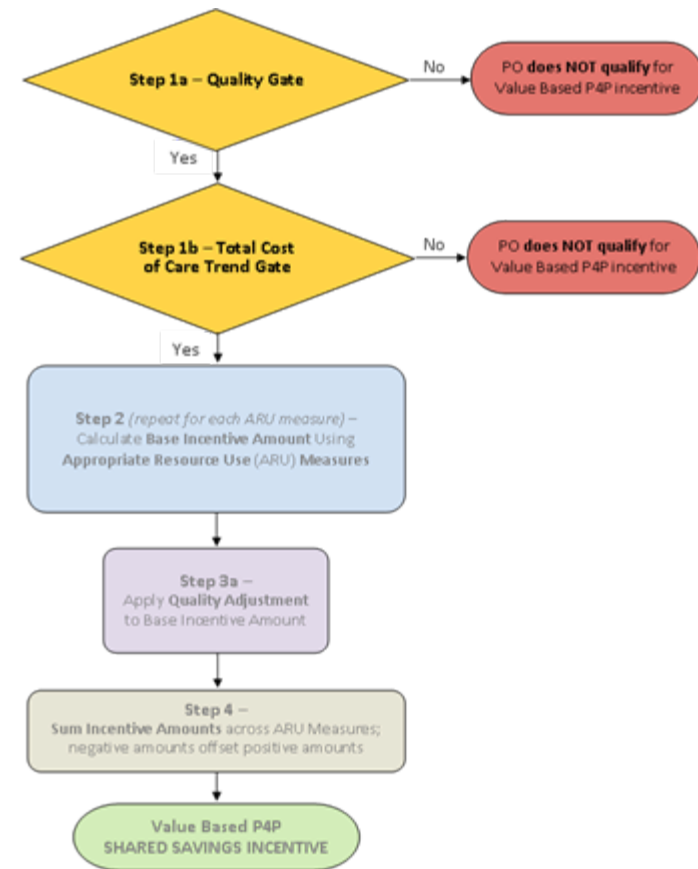 Step 1a – Quality Gate
No
PO does NOT qualify for
Value Based P4P incentive
Yes
Step 1b – Total Cost
of Care Trend Gate
No
PO does NOT qualify for
Value Based P4P incentive
Yes
Step 2 (repeat for each ARU measure) –
Calculate Base Incentive Amount Using
Appropriate Resource Use (ARU) Measures
Step 3a –
Apply Quality Adjustment
to Base Incentive Amount
Step 4 –
Sum Incentive Amounts across ARU Measures;
negative amounts offset positive amounts
Value Based P4P
SHARED SAVINGS INCENTIVE